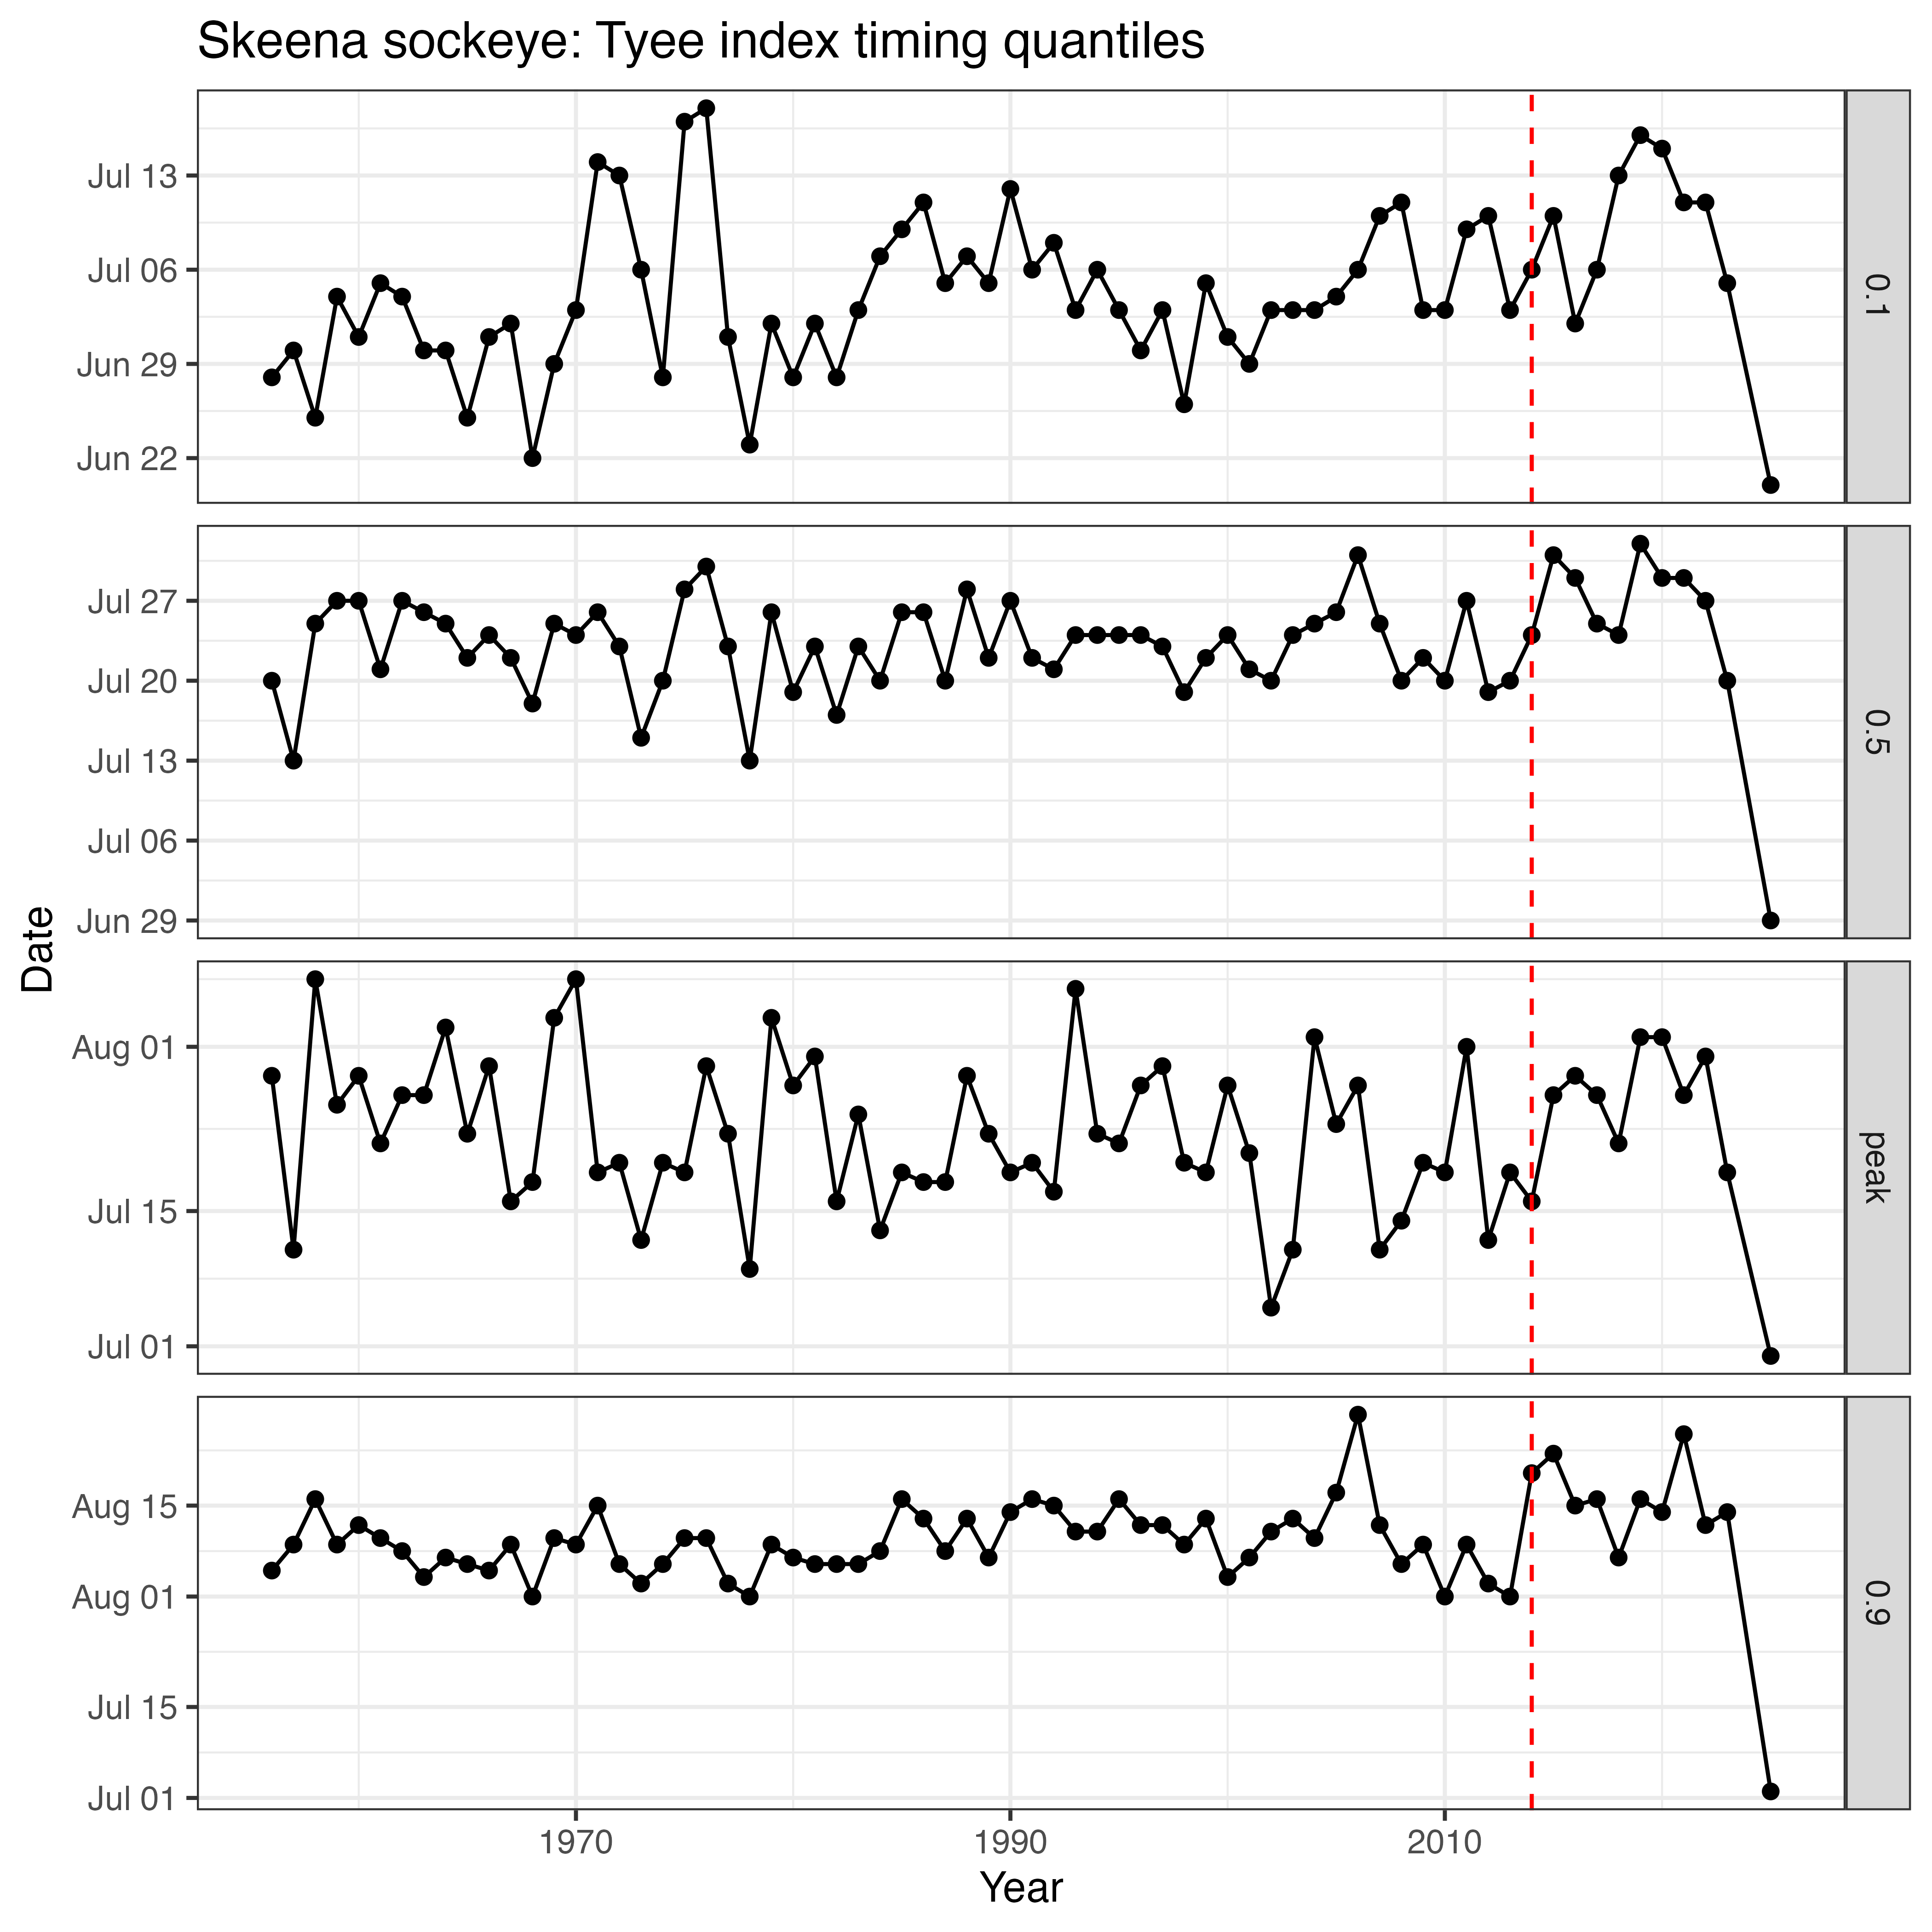 Skeena sockeye: Tyee index timing quantiles
Jul 13
Jul 06
Jun 29
Jun 22
0.1
Jul 27
Jul 20
Jul 13
Jul 06
Jun 29
0.5
Date
Aug 01
Jul 15
Jul 01
peak
Aug 15
Aug 01
Jul 15
Jul 01
0.9
1970
1990
2010
Year